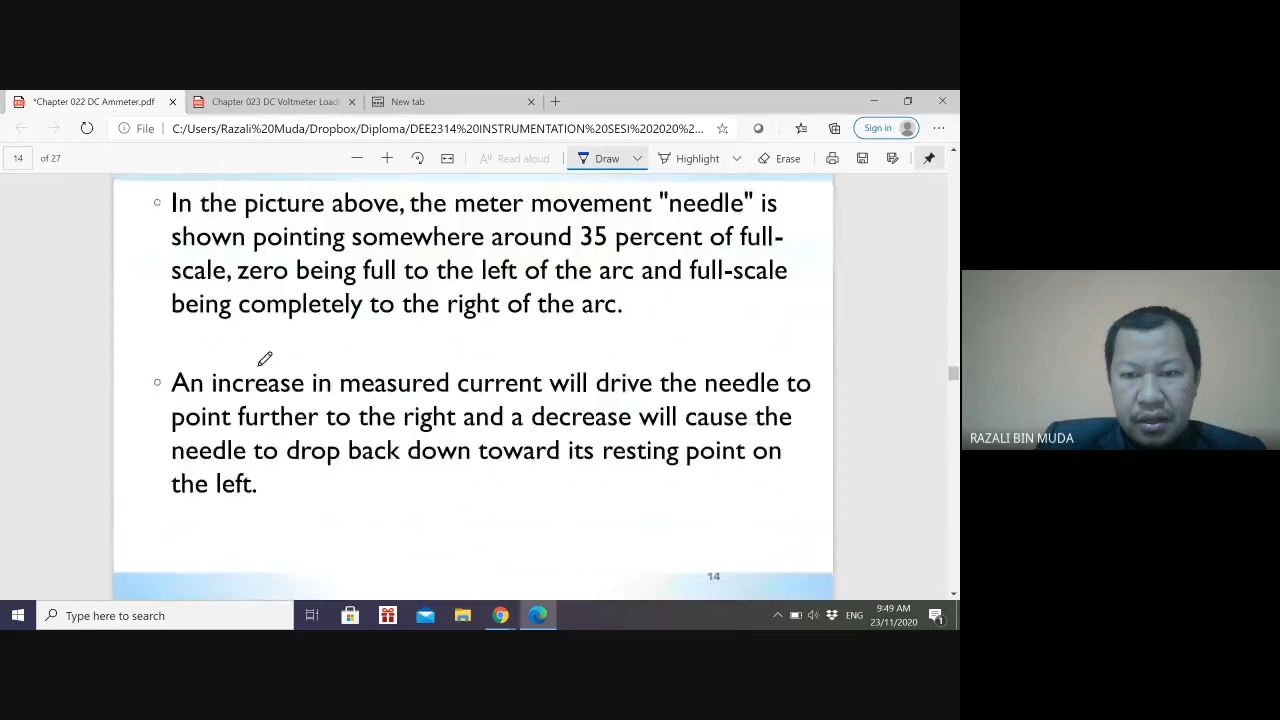 *Chapter 022 DC Ammeter.pdf
Chapter 023 DC Voltmeter Load
New tab
File
C:/Users/Razali%20Muda/Dropbox/Diploma/DEE2314%20INSTRUMENTATION%20SESI%202020%2...
Sign in
14 of 27
Read aloud
Draw
Highlight
Erase
In the picture above, the meter movement "needle" is
shown pointing somewhere around 35 percent of full-
scale, zero being full to the left of the arc and full-scale
being completely to the right of the arc.
An increase in measured current will drive the needle to
point further to the right and a decrease will cause the
needle to drop back down toward its resting point on
the left.
14
RAZALI BIN MUDA
Type here to search
ENG
9:49 AM
23/11/2020
1